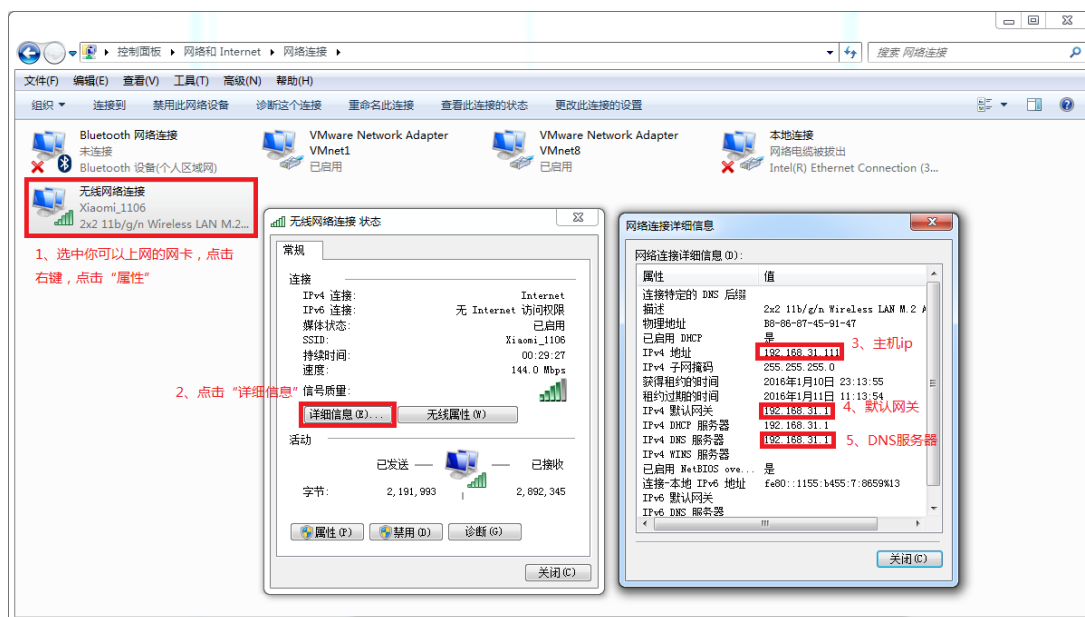 控制面板 ▸ 网络和 Internet ▸ 网络连接 ▸
搜索 网络连接
文件(F) 编辑(E) 查看(V) 工具(T) 高级(N) 帮助(H)
组织 连接到 禁用此网络设备 诊断这个连接 重命名此连接 查看此连接的状态 更改此连接的设置
Bluetooth 网络连接
未连接
Bluetooth 设备(个人区域网)
VMware Network Adapter
VMnet1
已启用
VMware Network Adapter
VMnet8
已启用
本地连接
网络电缆被拔出
Intel(R) Ethernet Connection (3...
无线网络连接
Xiaomi_1106
2x2 11b/g/n Wireless LAN M.2...
1、选中你可以上网的网卡，点击
右键，点击“属性”
无线网络连接 状态
常规
连接
IPv4 连接: Internet
IPv6 连接: 无 Internet 访问权限
媒体状态: 已启用
SSID: Xiaomi_1106
持续时间: 00:29:27
速度: 144.0 Mbps
信号质量:
2、点击“详细信息”
详细信息(E)... 无线属性(W)
活动
已发送 — — 已接收
字节: 2,191,993 2,892,345
属性(P) 禁用(D) 诊断(G)
关闭(C)
网络连接详细信息
网络连接详细信息(D):
属性 值
连接特定的 DNS 后缀
描述 2x2 11b/g/n Wireless LAN M.2 A
物理地址 B8-86-87-45-91-47
已启用 DHCP 是
IPv4 地址 192.168.31.111
3、主机ip
IPv4 子网掩码 255.255.255.0
获得租约的时间 2016年1月10日 23:13:55
租约过期的时间 2016年1月11日 11:13:54
IPv4 默认网关 192.168.31.1
4、默认网关
IPv4 DHCP 服务器 192.168.31.1
IPv4 DNS 服务器 192.168.31.1
5、DNS服务器
IPv4 WINS 服务器
已启用 NetBIOS ove... 是
连接-本地 IPv6 地址 fe80::1155:b455:7:8659%13
IPv6 默认网关
IPv6 DNS 服务器
关闭(C)